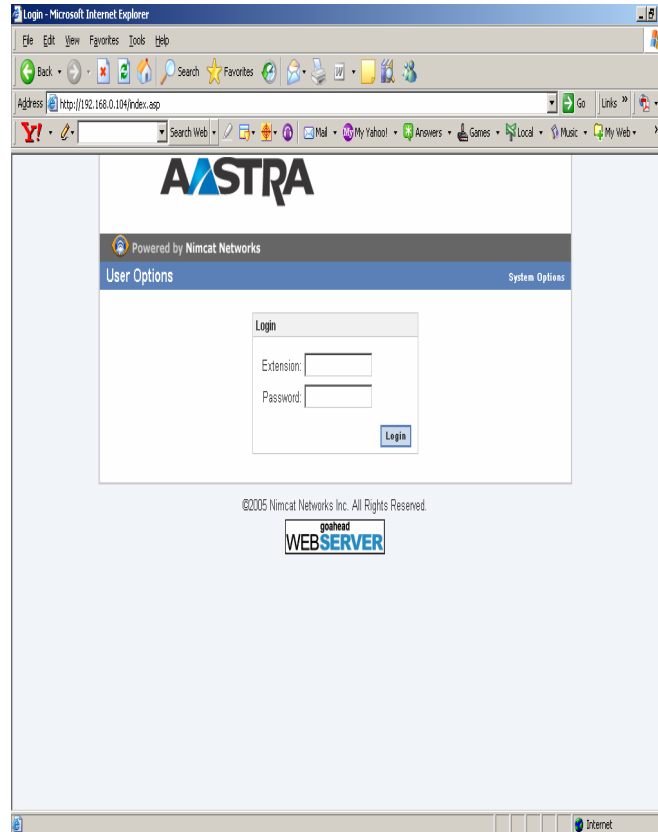 Login - Microsoft Internet Explorer
File Edit View Favorites Tools Help
Back Search Favorites
Address http://192.168.0.104/index.asp Go Links »
Y! Search Web Mail My Yahoo! Answers Games Local Music My Web
AASTRA
Powered by Nimcat Networks
User Options System Options
Login
Extension:
Password:
Login
©2005 Nimcat Networks Inc. All Rights Reserved.
goahead
WEBSERVER
Internet